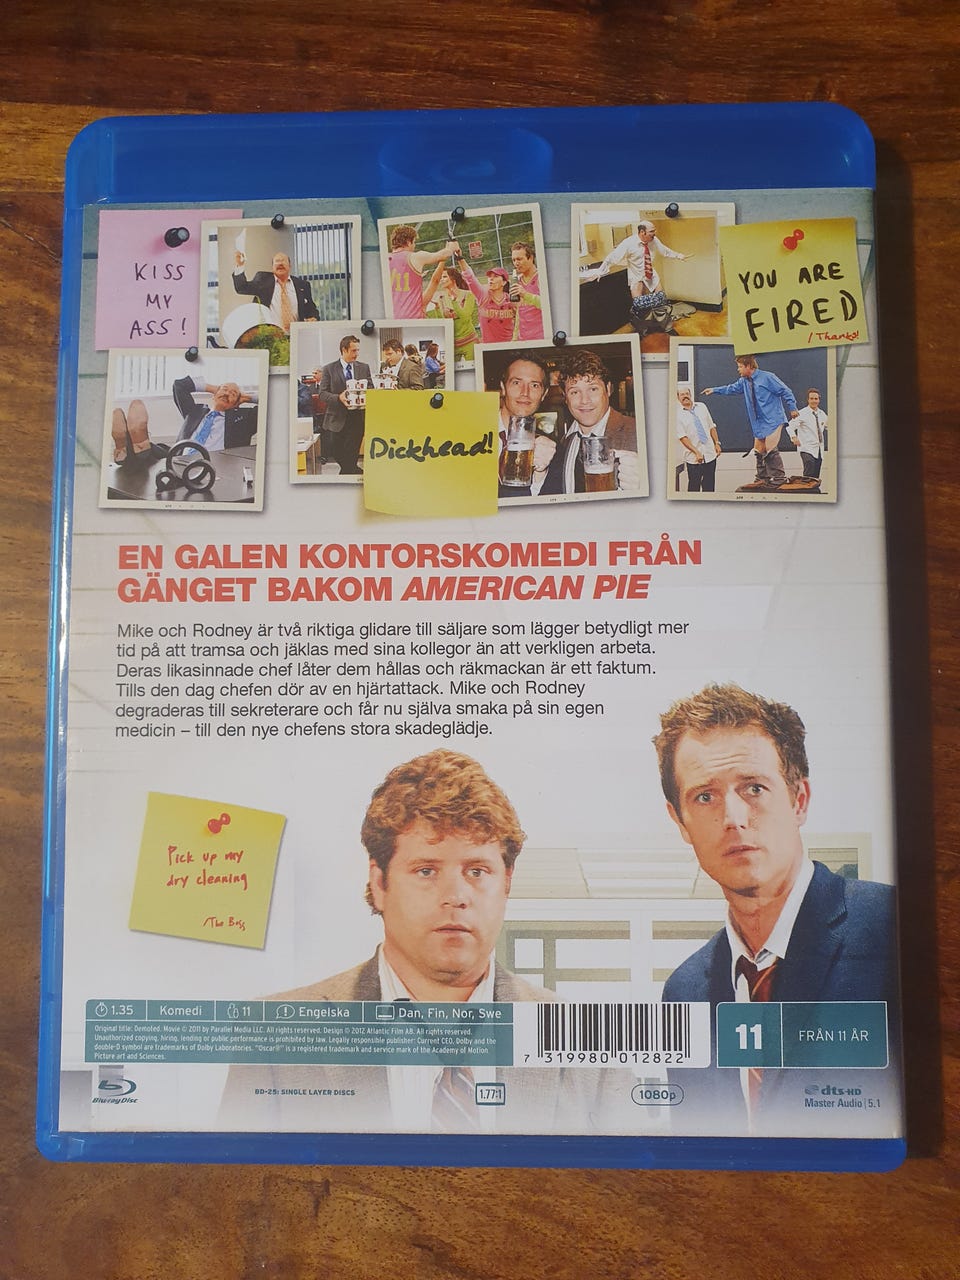 KISS
MY
ASS!
YOU ARE
FIRED
/Thanks!
11
LADYBUG
Dickhead!
EN GALEN KONTORSKOMEDI FRÅN
GÄNGET BAKOM AMERICAN PIE
Mike och Rodney är två riktiga glidare till säljare som lägger betydligt mer
tid på att tramsa och jäklas med sina kollegor än att verkligen arbeta.
Deras likasinnade chef låter dem hållas och räkmackan är ett faktum.
Tills den dag chefen dör av en hjärtattack. Mike och Rodney
degraderas till sekreterare och får nu själva smaka på sin egen
medicin – till den nye chefens stora skadeglädje.
Pick up my
dry cleaning
/The Boss
1.35 Komedi 11 Engelska Dan, Fin, Nor, Swe
Original title: Demoted. Movie © 2011 by Parallel Media LLC. All rights reserved. Design © 2012 Atlantic Film AB. All rights reserved.
Unauthorized copying, hiring, lending or public performance is prohibited by law. Legally responsible publisher: Current CEO. Dolby and the
double-D symbol are trademarks of Dolby Laboratories. "Oscar®" is a registered trademark and service mark of the Academy of Motion
Picture art and Sciences.
7 319980 012822
11 FRÅN 11 ÅR
Blu-ray Disc
BD-25: SINGLE LAYER DISCS
1.77:1
1080p
dts-HD
Master Audio | 5.1